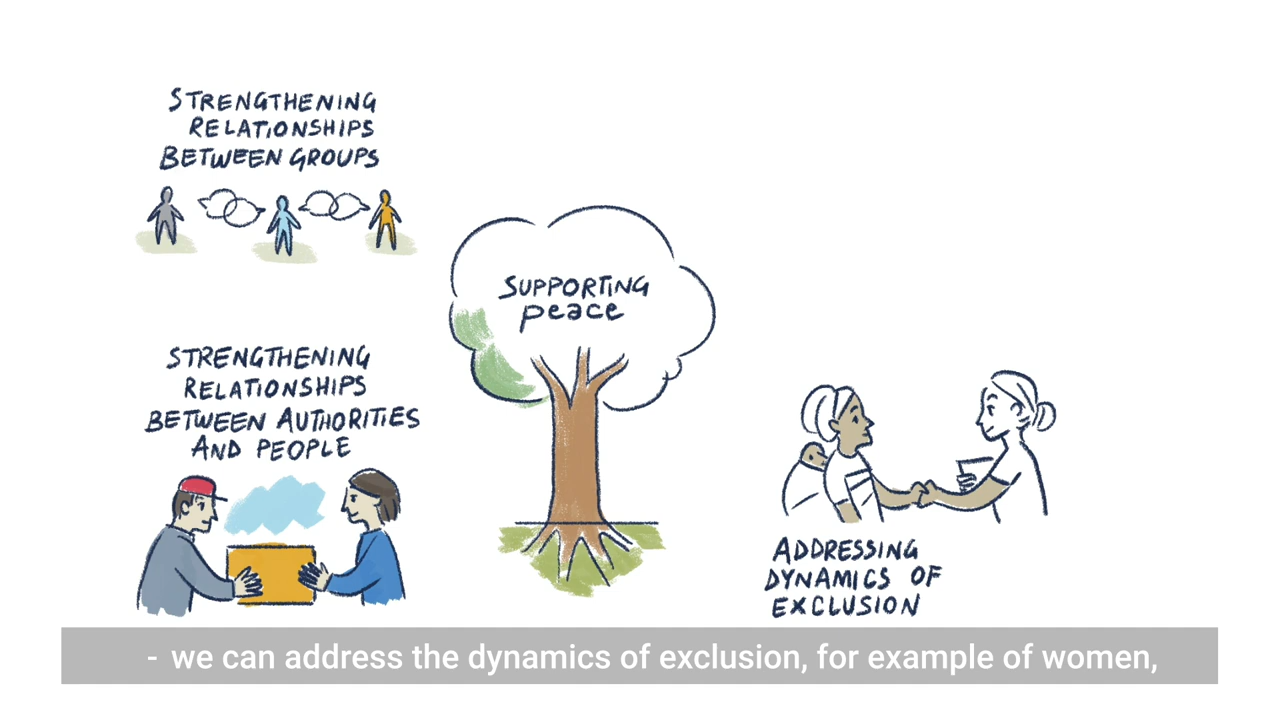 STRENGTHENING
RELATIONSHIPS
BETWEEN GROUPS
SUPPORTING
peace
STRENGTHENING
RELATIONSHIPS
BETWEEN AUTHORITIES
AND PEOPLE
ADDRESSING
DYNAMICS OF
EXCLUSION
- we can address the dynamics of exclusion, for example of women,